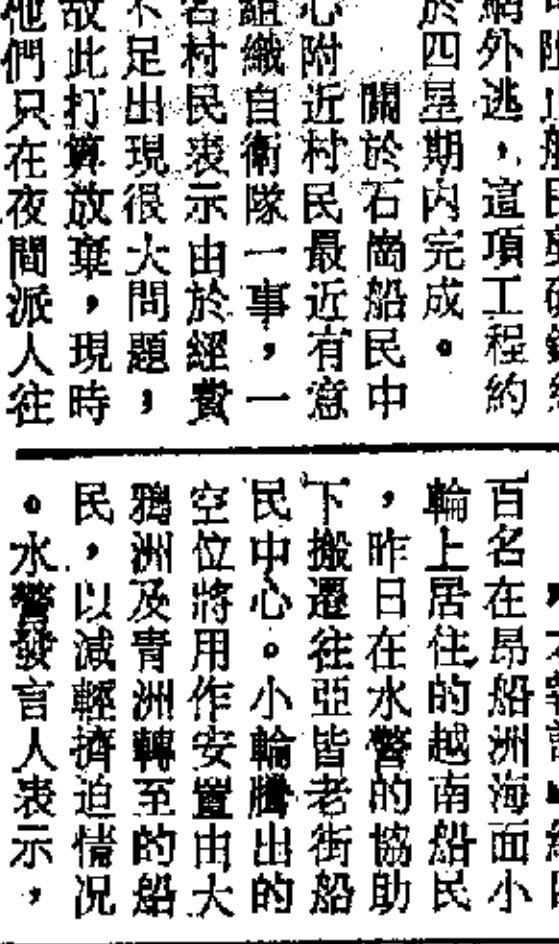 網外逃，這項工程約
於四星期內完成。
關於石崗船民中
心附近村民最近有意
組織自衛隊一事，一
名村民表示由於經費
不足出現很大問題，
故此打算放棄，現時
他們只在夜間派人往
百名在昂船洲海面小
輪上居住的越南船民
，昨日在水警的協助
下搬遷往亞皆老街船
民中心。小輪騰出的
空位將用作安置由大
鴉洲及青洲轉至的船
民，以減輕擠迫情況
。水警發言人表示，